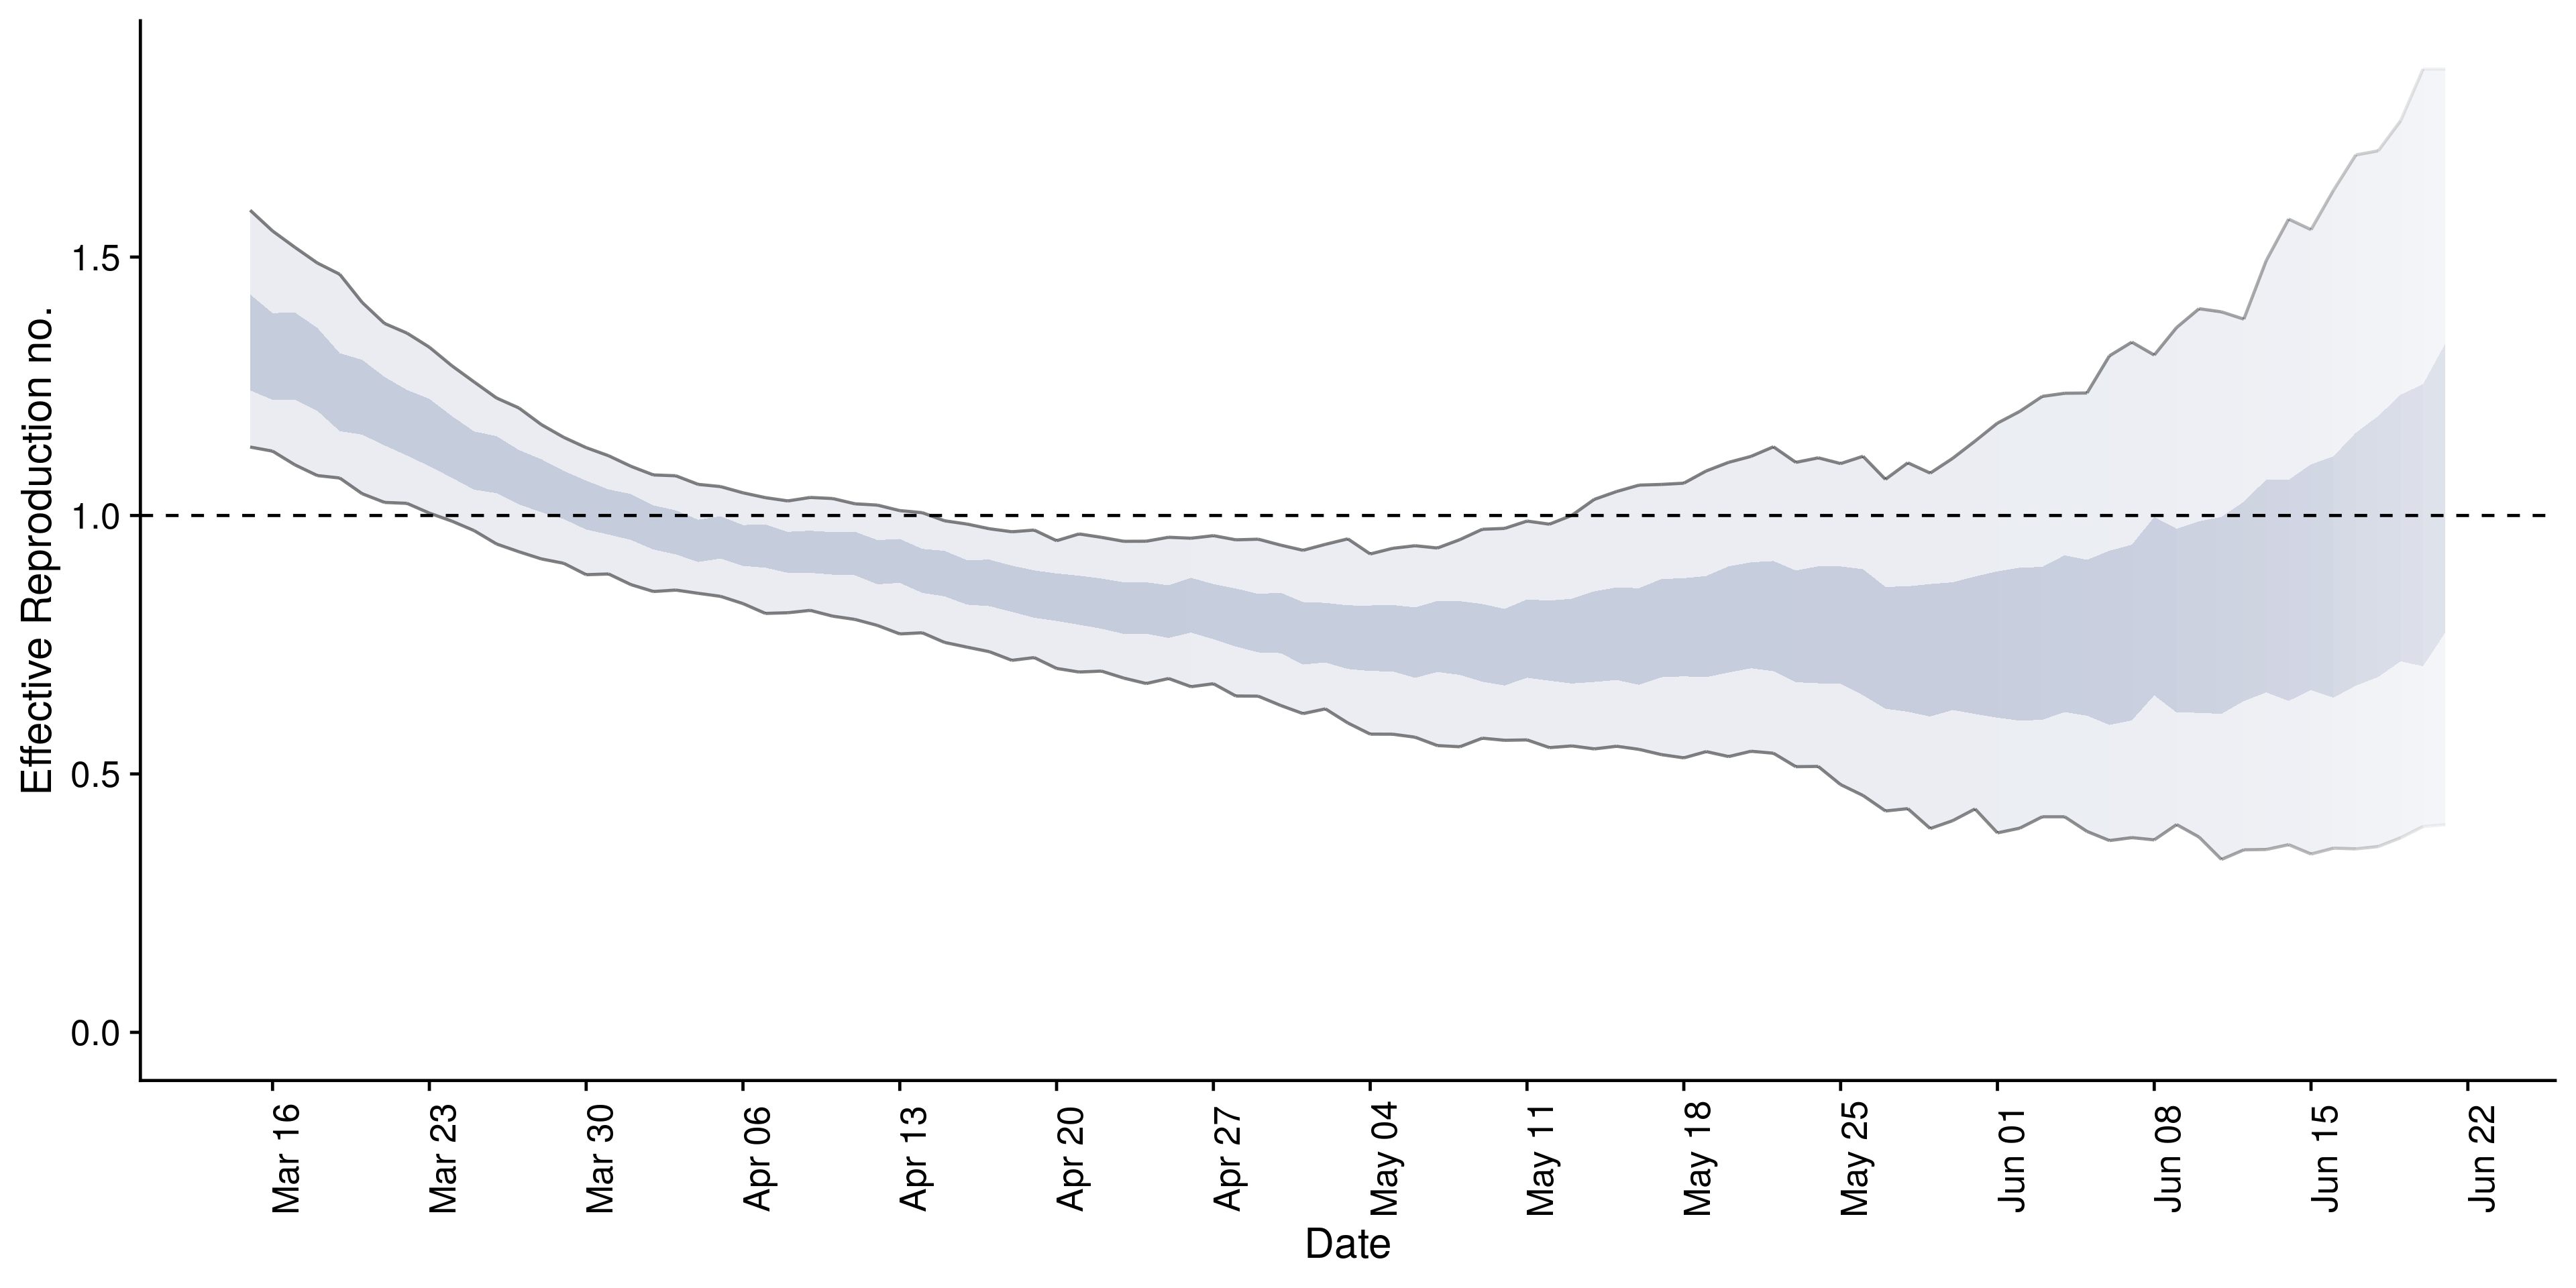 Effective Reproduction no.
1.5
1.0
0.5
0.0
Mar 16
Mar 23
Mar 30
Apr 06
Apr 13
Apr 20
Apr 27
May 04
May 11
May 18
May 25
Jun 01
Jun 08
Jun 15
Jun 22
Date